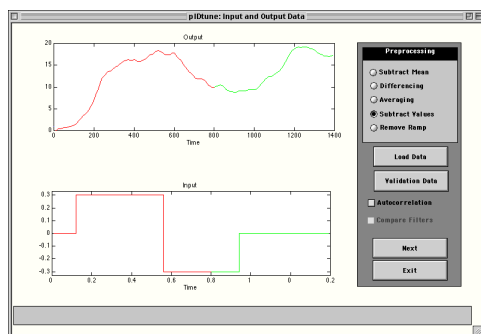 pIDtune: Input and Output Data
Output
20
15
10
5
0
0 200 400 600 800 1000 1200 1400
Time
Input
0.3
0.2
0.1
0
-0.1
-0.2
-0.3
0 0.2 0.4 0.6 0.8 1 0 0.2
Time
Preprocessing
Subtract Mean
Differencing
Averaging
Subtract Values
Remove Ramp
Load Data
Validation Data
Autocorrelation
Compare Filters
Next
Exit